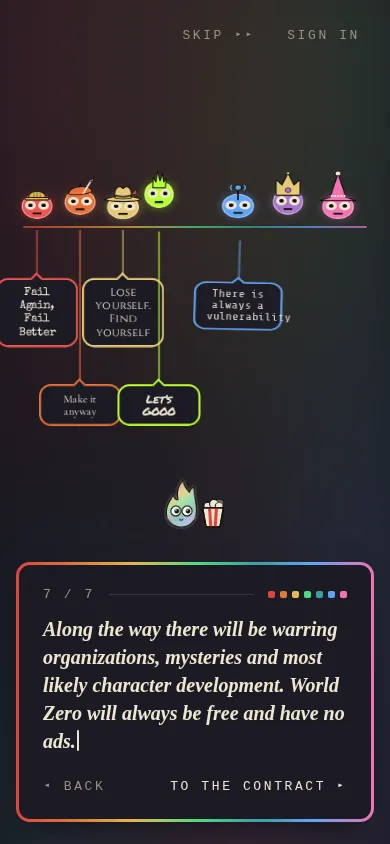 SKIP ▸▸ SIGN IN
Fail
Again,
Fail
Better
LOSE
YOURSELF.
FIND
YOURSELF
There is
always a
vulnerability
Make it
anyway
LET'S
GOOO
7 / 7
Along the way there will be warring
organizations, mysteries and most
likely character development. World
Zero will always be free and have no
ads.
◂ BACK
TO THE CONTRACT ▸